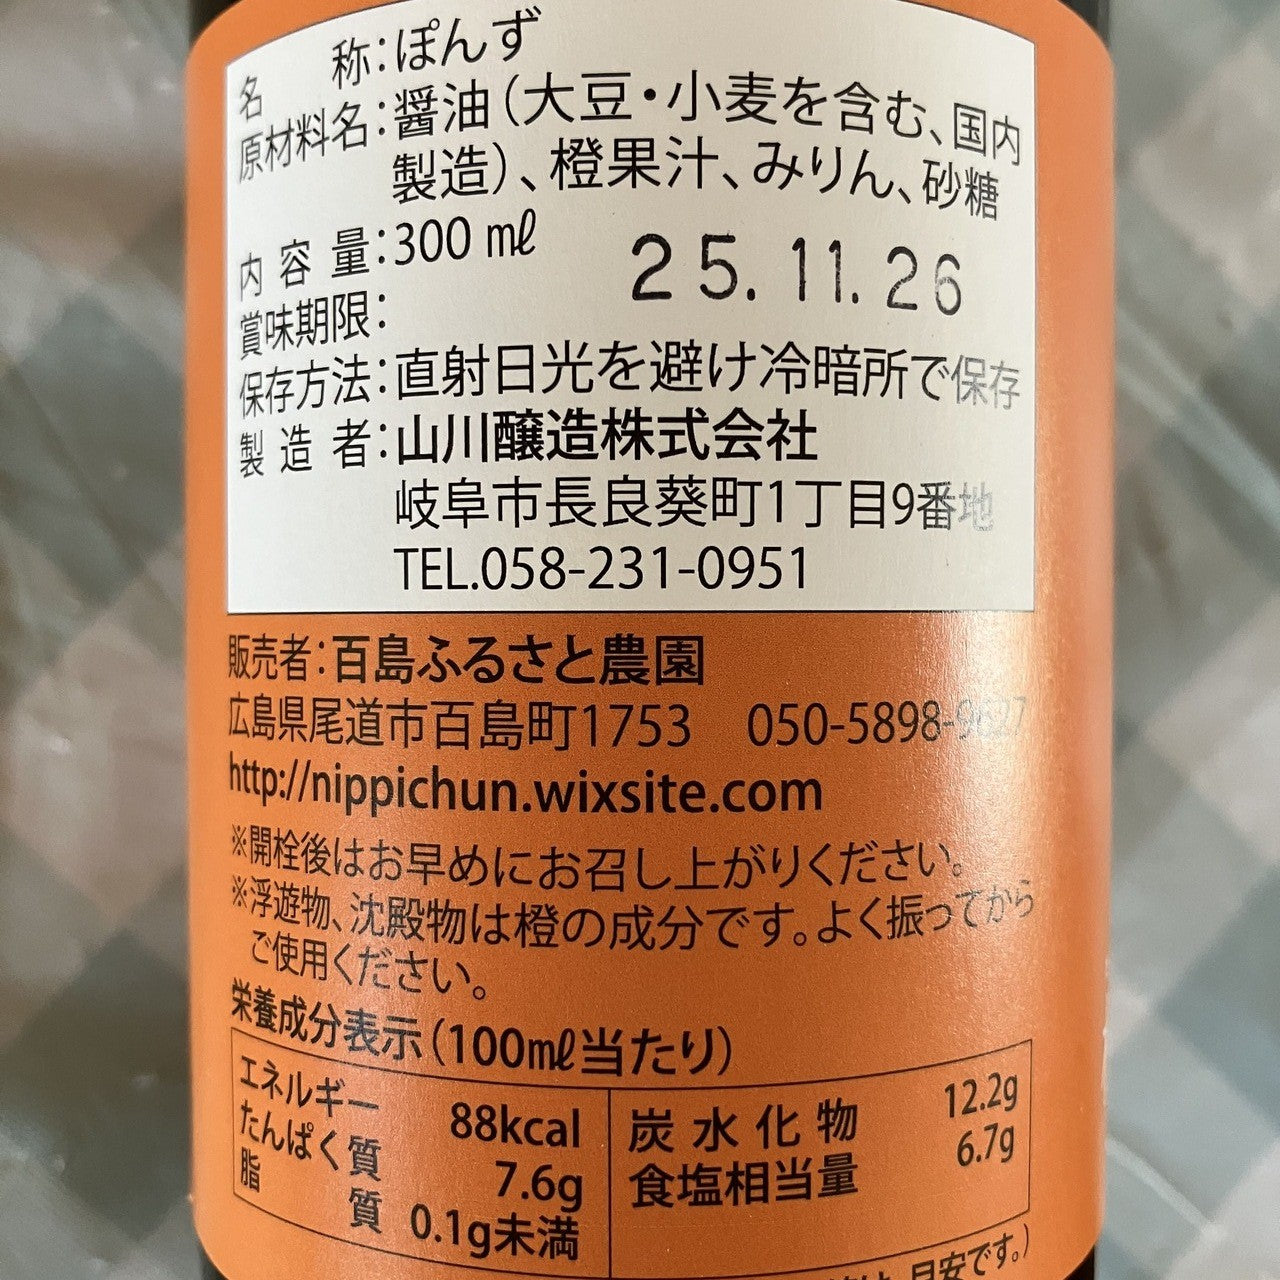 名　称：ぽんず
原材料名：醤油（大豆・小麦を含む、国内
製造）、橙果汁、みりん、砂糖
内容量：300 ㎖
25.11.26
賞味期限：
保存方法：直射日光を避け冷暗所で保存
製造者：山川醸造株式会社
岐阜市長良葵町1丁目9番地
TEL.058-231-0951
販売者：百島ふるさと農園
広島県尾道市百島町1753　050-5898-9627
http://nippichun.wixsite.com
※開栓後はお早めにお召し上がりください。
※浮遊物、沈殿物は橙の成分です。よく振ってから
ご使用ください。
栄養成分表示（100㎖当たり）
エネルギー 88kcal
たんぱく質 7.6g
脂質 0.1g未満
炭水化物 12.2g
食塩相当量 6.7g
目安です。）